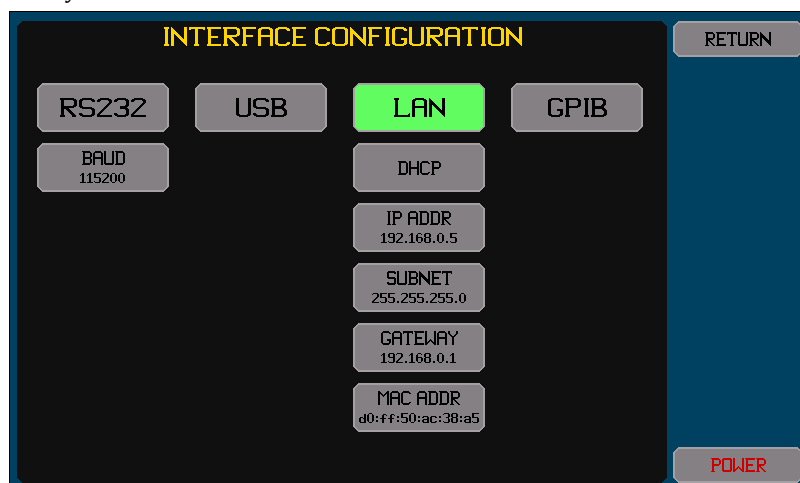 INTERFACE CONFIGURATION
RETURN
RS232
USB
LAN
GPIB
BAUD
115200
DHCP
IP ADDR
192.168.0.5
SUBNET
255.255.255.0
GATEWAY
192.168.0.1
MAC ADDR
d0:ff:50:ac:38:a5
POWER